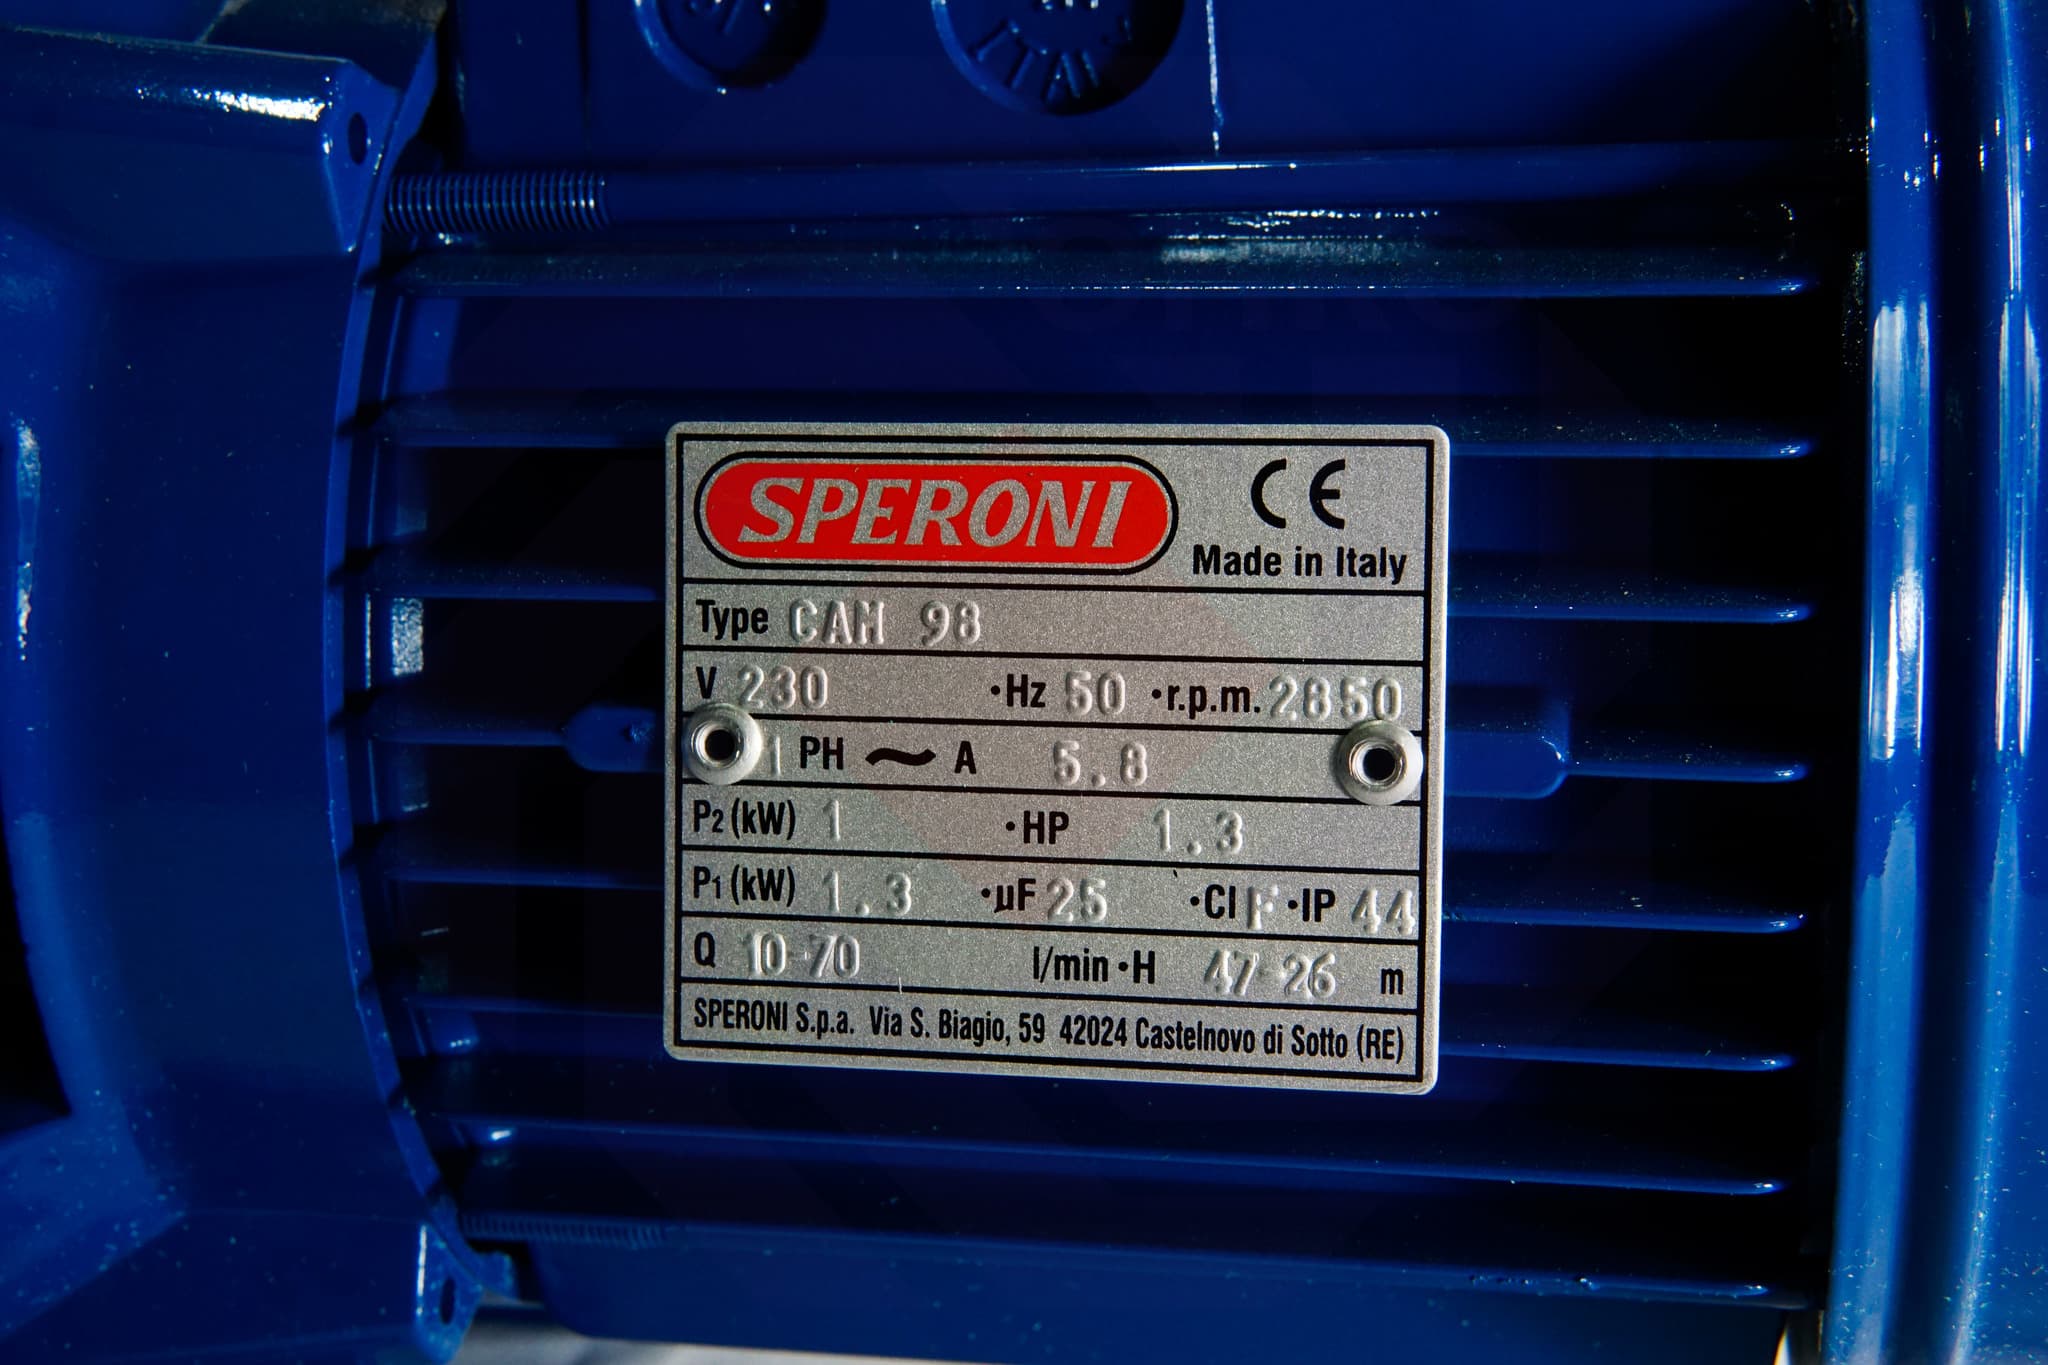 ITALY
SPERONI
CE
Made in Italy
Type CAM 98
V 230 ·Hz 50 ·r.p.m. 2850
1 PH ~ A 5.8
P2 (kW) 1 ·HP 1.3
P1 (kW) 1.3 ·µF 25 ·Cl F ·IP 44
Q 10-70 l/min ·H 47-26 m
SPERONI S.p.a. Via S. Biagio, 59 42024 Castelnovo di Sotto (RE)